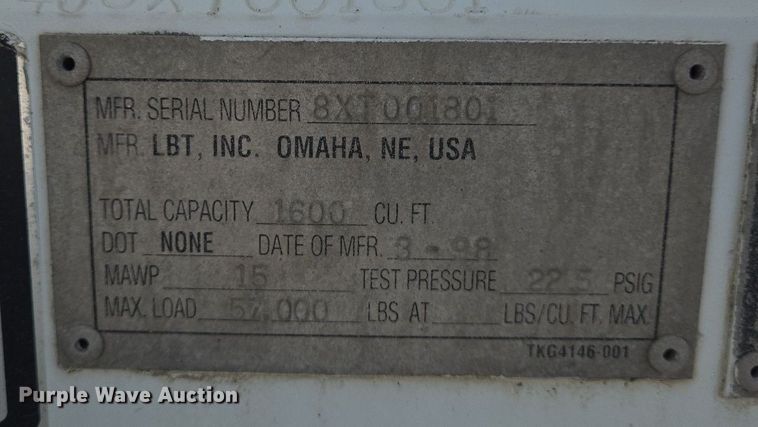 MFR. SERIAL NUMBER 8XT001801
MFR. LBT, INC. OMAHA, NE, USA
TOTAL CAPACITY 1600 CU. FT.
DOT NONE DATE OF MFR. 3-98
MAWP 15 TEST PRESSURE 22.5 PSIG
MAX. LOAD 57,000 LBS AT LBS/CU. FT. MAX.
TKG4146-001
Purple Wave Auction